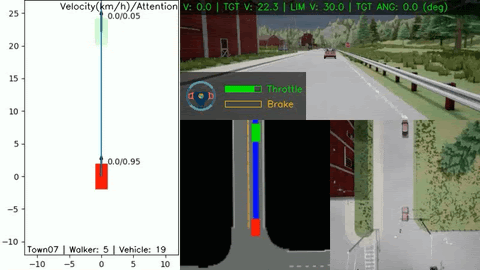 Velocity(km/h)/Attention
0.0/0.05
0.0/0.95
25
20
15
10
5
0
−5
−10
−10 −5 0 5 10
Town07 | Walker: 5 | Vehicle: 19
V: 0.0 | TGT V: 22.3 | LIM V: 30.0 | TGT ANG: 0.0 (deg)
Throttle
Brake